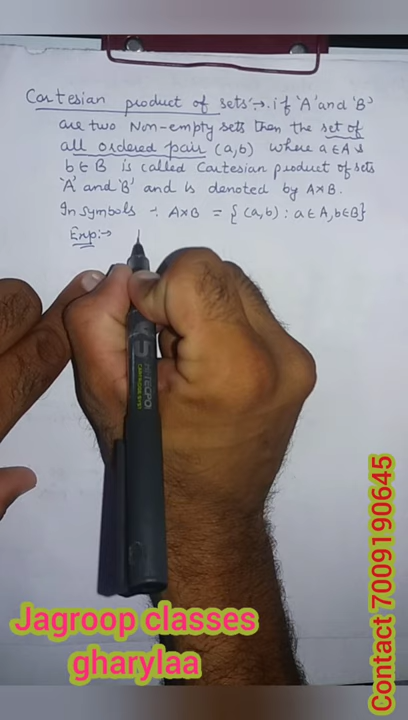 Cartesian product of sets :→ if 'A' and 'B'
are two Non-empty sets then the set of
all ordered pair (a,b) where a ∈ A &
b ∈ B is called Cartesian product of sets
'A' and 'B' and is denoted by A×B.
In symbols :- A×B = { (a,b) : a ∈ A, b ∈ B}
Exp:→
Jagroop classes
gharylaa
Contact 7009190645